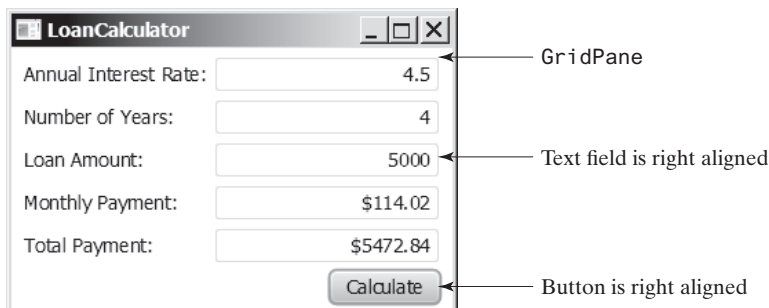 LoanCalculator
GridPane
Annual Interest Rate: 4.5
Number of Years: 4
Loan Amount: 5000
Text field is right aligned
Monthly Payment: $114.02
Total Payment: $5472.84
Calculate
Button is right aligned